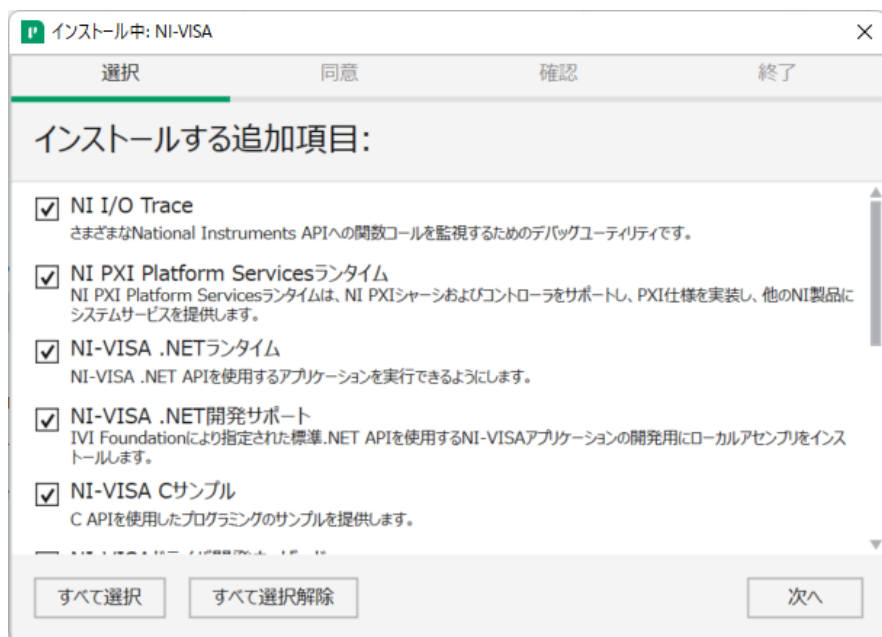 インストール中: NI-VISA
選択
同意
確認
終了
インストールする追加項目:
NI I/O Trace
さまざまなNational Instruments APIへの関数コールを監視するためのデバッグユーティリティです。
NI PXI Platform Servicesランタイム
NI PXI Platform Servicesランタイムは、NI PXIシャーシおよびコントローラをサポートし、PXI仕様を実装し、他のNI製品に
システムサービスを提供します。
NI-VISA .NETランタイム
NI-VISA .NET APIを使用するアプリケーションを実行できるようにします。
NI-VISA .NET開発サポート
IVI Foundationにより指定された標準.NET APIを使用するNI-VISAアプリケーションの開発用にローカルアセンブリをインス
トールします。
NI-VISA Cサンプル
C APIを使用したプログラミングのサンプルを提供します。
すべて選択
すべて選択解除
次へ